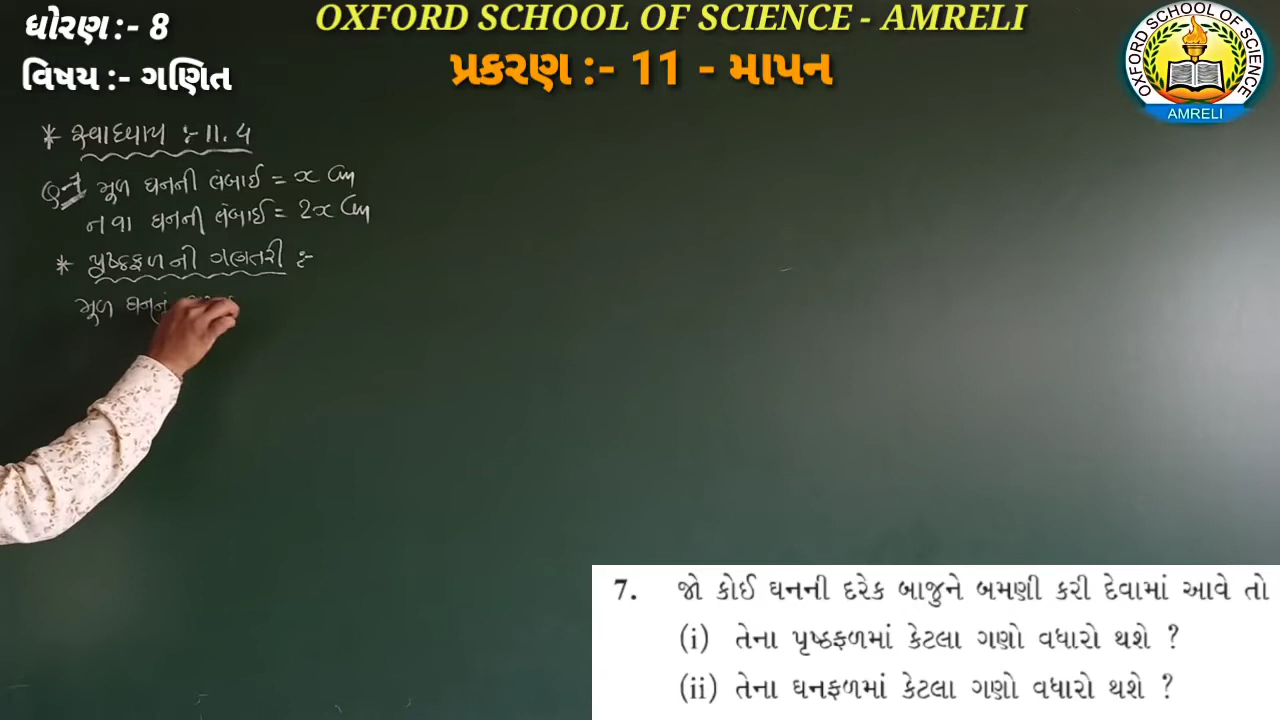 ધોરણ :- 8
વિષય :- ગણિત
OXFORD SCHOOL OF SCIENCE - AMRELI
પ્રકરણ :- 11 - માપન
OXFORD SCHOOL OF SCIENCE
AMRELI
* સ્વાધ્યાય :- 11.4
Q-7 મૂળ ઘનની લંબાઈ = x Cm
નવા ઘનની લંબાઈ = 2x Cm
* પૃષ્ઠફળની ગણતરી :-
મૂળ ઘનનું
7. જો કોઈ ઘનની દરેક બાજુને બમણી કરી દેવામાં આવે તો
(i) તેના પૃષ્ઠફળમાં કેટલા ગણો વધારો થશે ?
(ii) તેના ઘનફળમાં કેટલા ગણો વધારો થશે ?